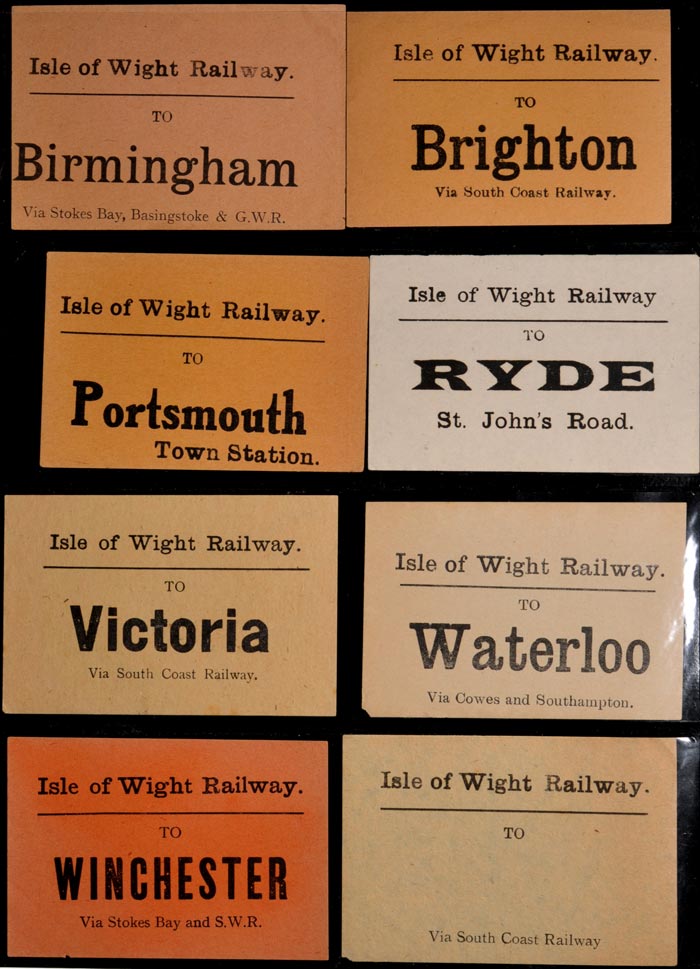 Isle of Wight Railway.
TO
Birmingham
Via Stokes Bay, Basingstoke & G.W.R.
Isle of Wight Railway.
TO
Brighton
Via South Coast Railway.
Isle of Wight Railway.
TO
Portsmouth
Town Station.
Isle of Wight Railway
TO
RYDE
St. John's Road.
Isle of Wight Railway.
TO
Victoria
Via South Coast Railway.
Isle of Wight Railway.
TO
Waterloo
Via Cowes and Southampton.
Isle of Wight Railway.
TO
WINCHESTER
Via Stokes Bay and S.W.R.
Isle of Wight Railway.
TO
Via South Coast Railway